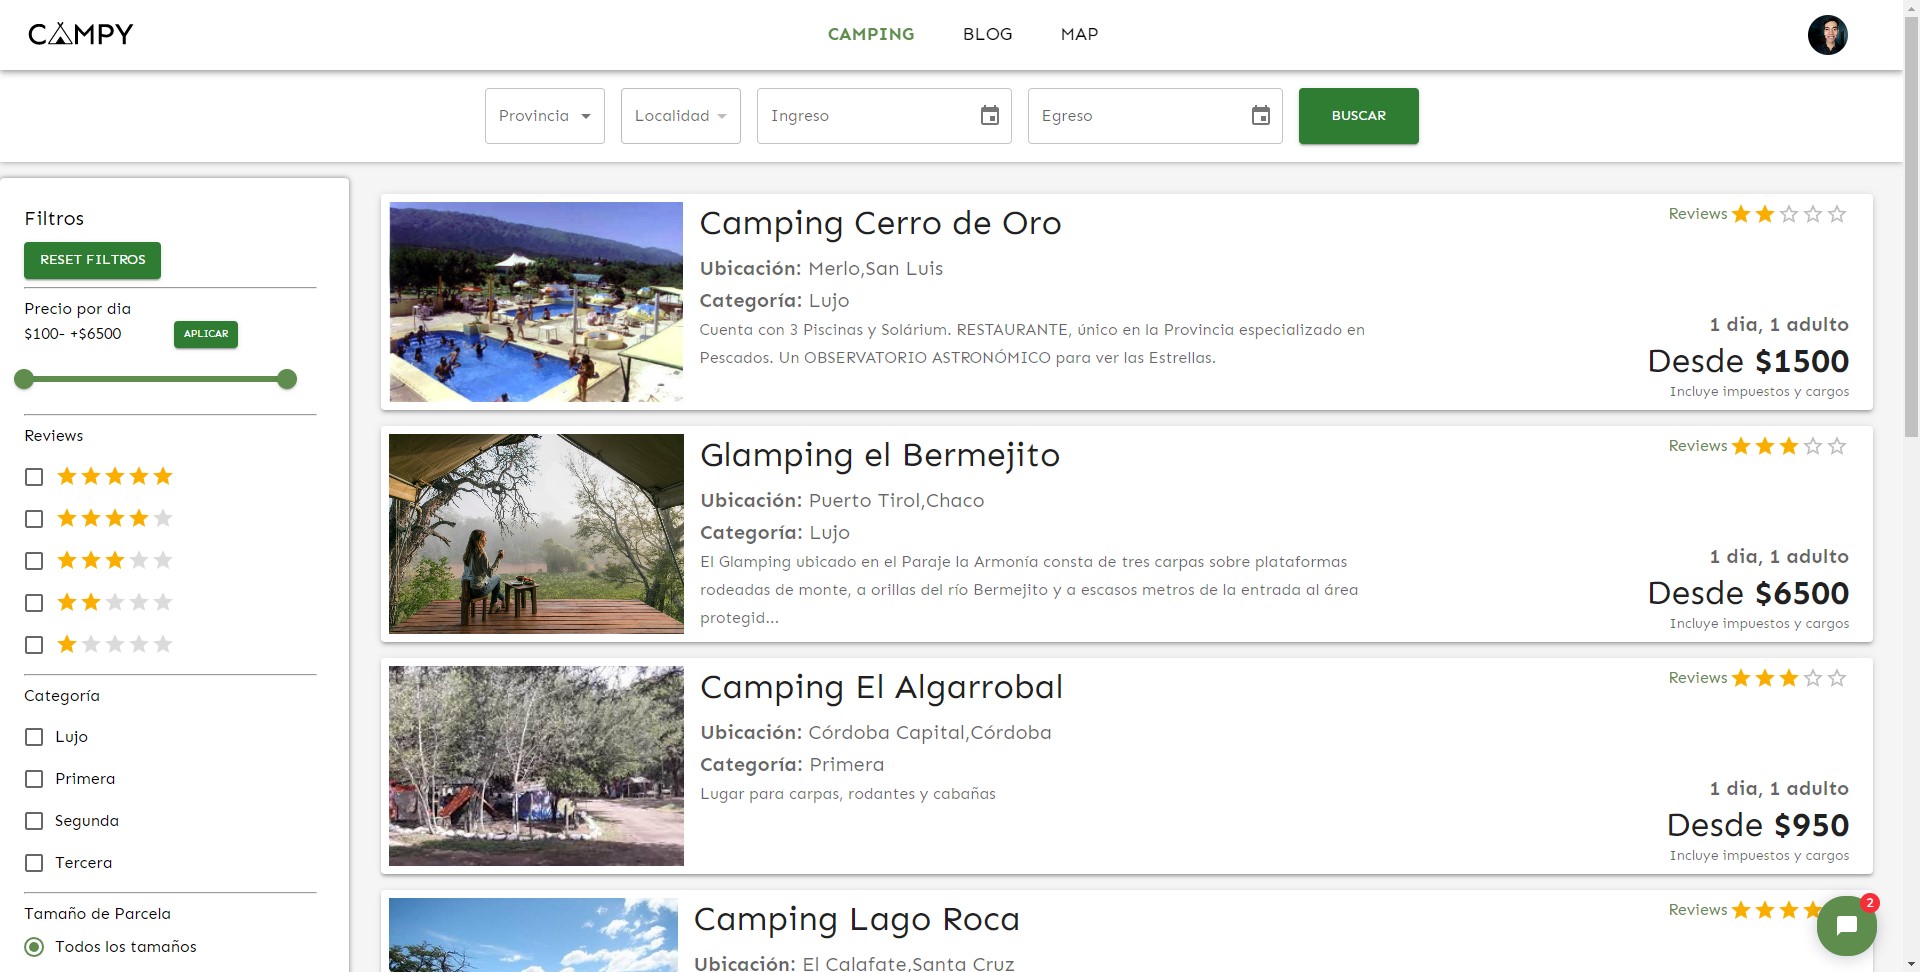 CAMPY
CAMPING
BLOG
MAP
Provincia
Localidad
Ingreso
Egreso
BUSCAR
Filtros
RESET FILTROS
Precio por dia
$100- +$6500
APLICAR
Reviews
Categoría
Lujo
Primera
Segunda
Tercera
Tamaño de Parcela
Todos los tamaños
Camping Cerro de Oro
Reviews
Ubicación: Merlo,San Luis
Categoría: Lujo
Cuenta con 3 Piscinas y Solárium. RESTAURANTE, único en la Provincia especializado en
Pescados. Un OBSERVATORIO ASTRONÓMICO para ver las Estrellas.
1 dia, 1 adulto
Desde $1500
Incluye impuestos y cargos
Glamping el Bermejito
Reviews
Ubicación: Puerto Tirol,Chaco
Categoría: Lujo
El Glamping ubicado en el Paraje la Armonía consta de tres carpas sobre plataformas
rodeadas de monte, a orillas del río Bermejito y a escasos metros de la entrada al área
protegid...
1 dia, 1 adulto
Desde $6500
Incluye impuestos y cargos
Camping El Algarrobal
Reviews
Ubicación: Córdoba Capital,Córdoba
Categoría: Primera
Lugar para carpas, rodantes y cabañas
1 dia, 1 adulto
Desde $950
Incluye impuestos y cargos
Camping Lago Roca
Reviews
Ubicación: El Calafate,Santa Cruz
2